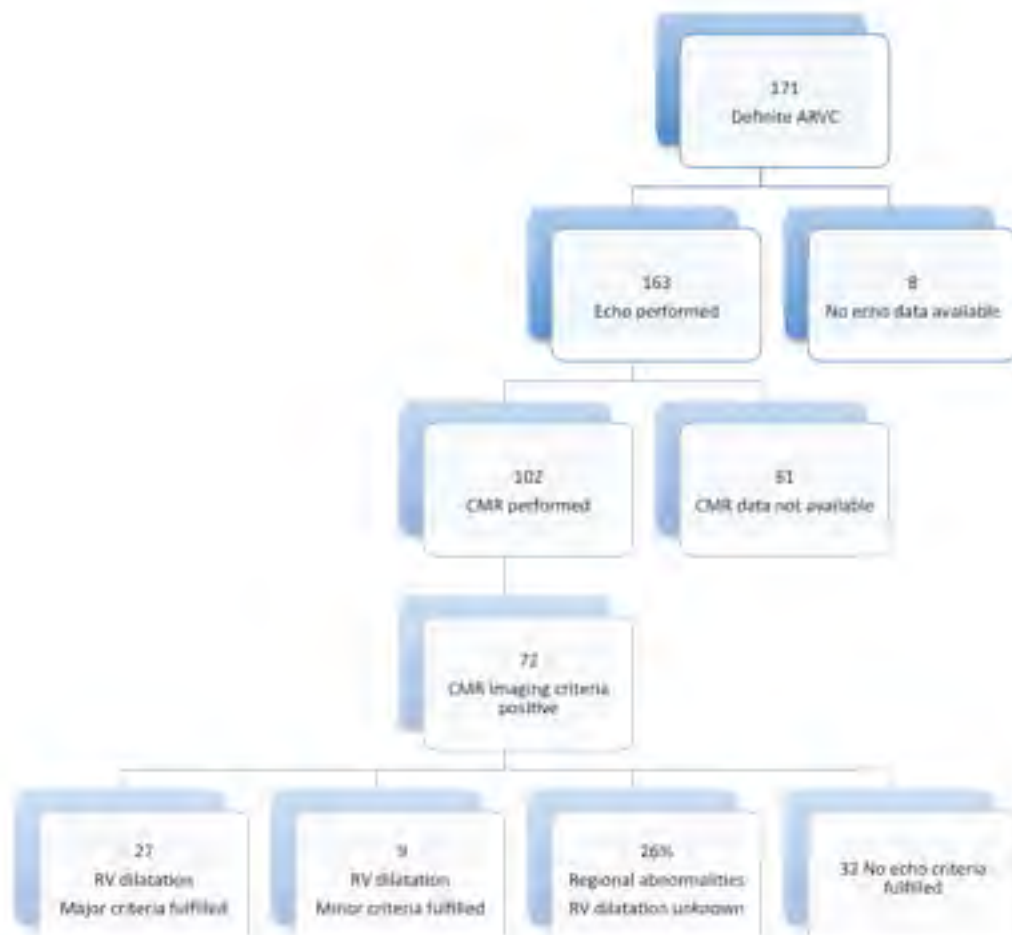 171
Definite ARVC
163
Echo performed
8
No echo data available
102
CMR performed
61
CMR data not available
72
CMR imaging criteria
positive
27
RV dilatation
Major criteria fulfilled
9
RV dilatation
Minor criteria fulfilled
26%
Regional abnormalities
RV dilatation unknown
32 No echo criteria
fulfilled